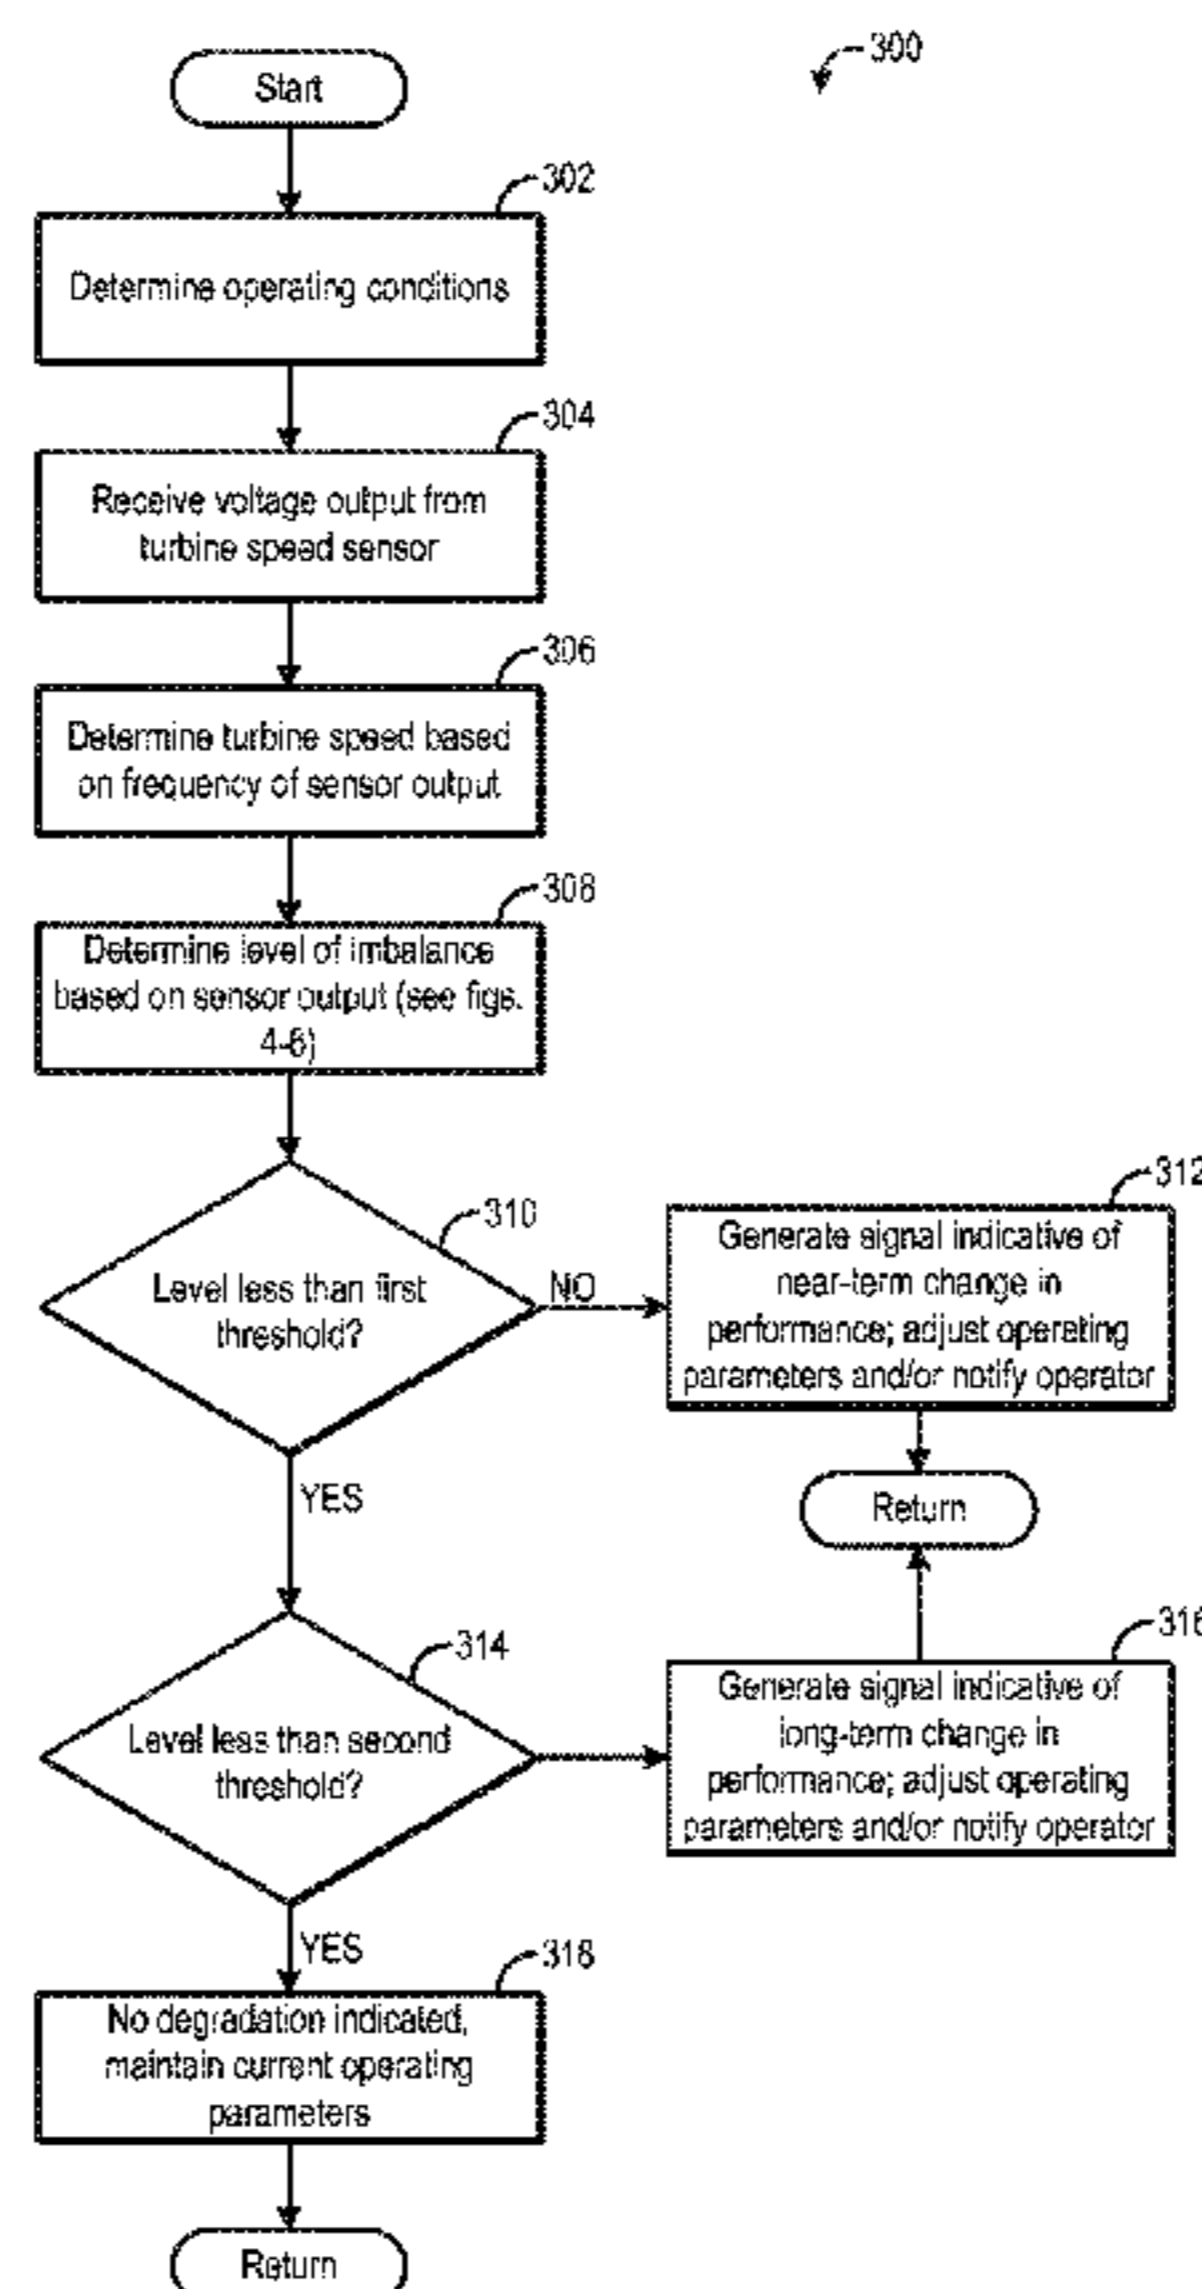 300
Start
302
Determine operating conditions
304
Receive voltage output from
turbine speed sensor
306
Determine turbine speed based
on frequency of sensor output
308
Determine level of imbalance
based on sensor output (see figs.
4-6)
310
Level less than first
threshold?
NO
312
Generate signal indicative of
near-term change in
performance; adjust operating
parameters and/or notify operator
Return
YES
314
Level less than second
threshold?
316
Generate signal indicative of
long-term change in
performance; adjust operating
parameters and/or notify operator
YES
318
No degradation indicated,
maintain current operating
parameters
Return